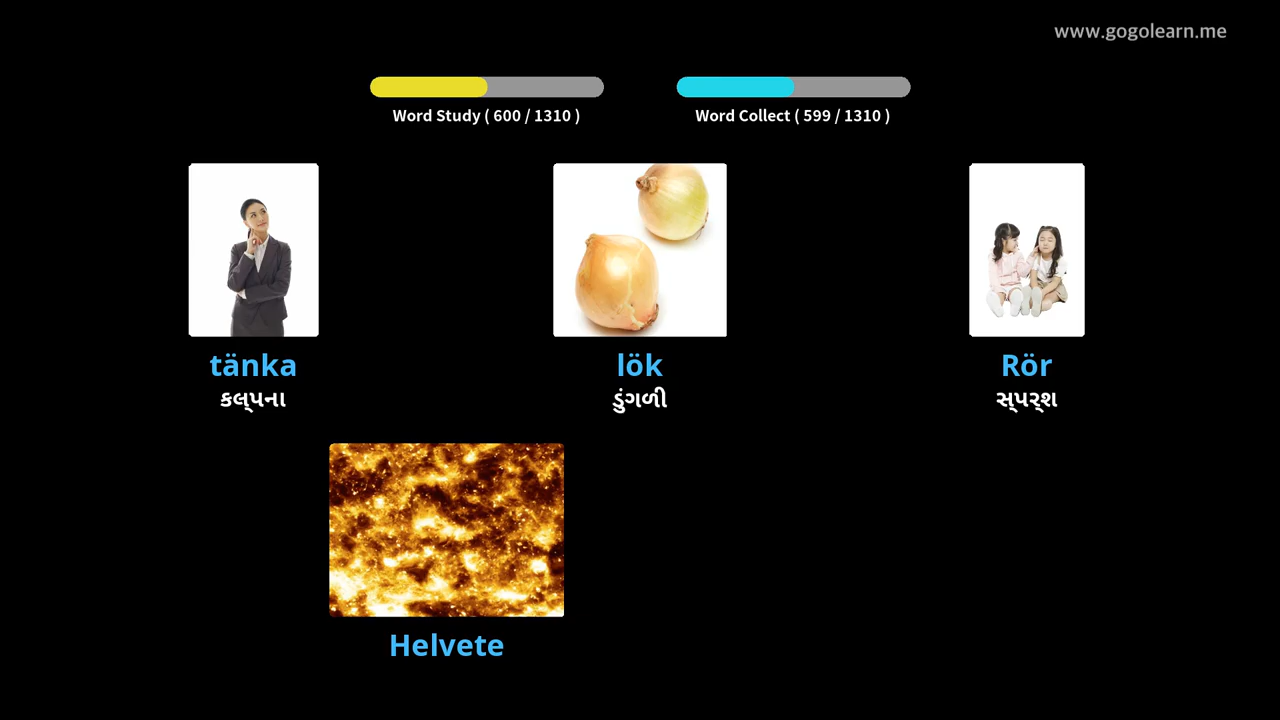 www.gogolearn.me
Word Study ( 600 / 1310 )
Word Collect ( 599 / 1310 )
tänka
કલ્પના
lök
ડુંગળી
Rör
સ્પર્શ
Helvete